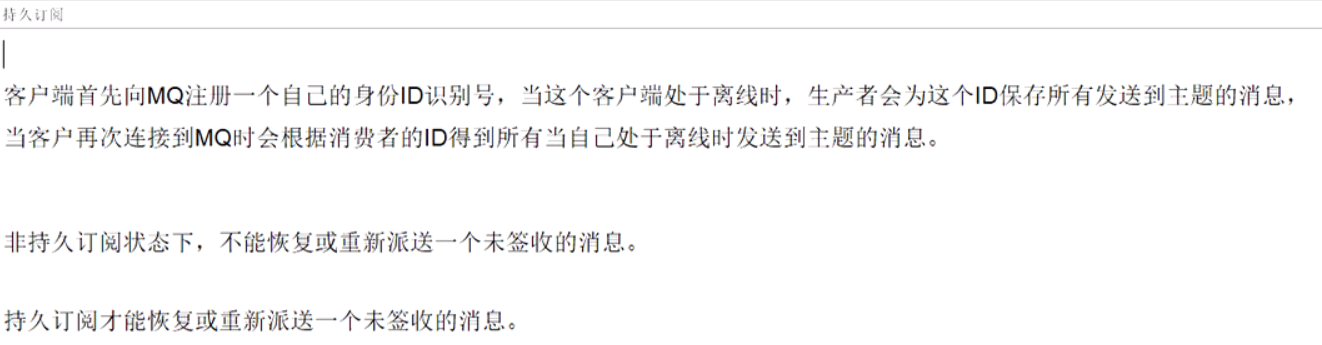 持久订阅
客户端首先向MQ注册一个自己的身份ID识别号，当这个客户端处于离线时，生产者会为这个ID保存所有发送到主题的消息，
当客户再次连接到MQ时会根据消费者的ID得到所有当自己处于离线时发送到主题的消息。
非持久订阅状态下，不能恢复或重新派送一个未签收的消息。
持久订阅才能恢复或重新派送一个未签收的消息。